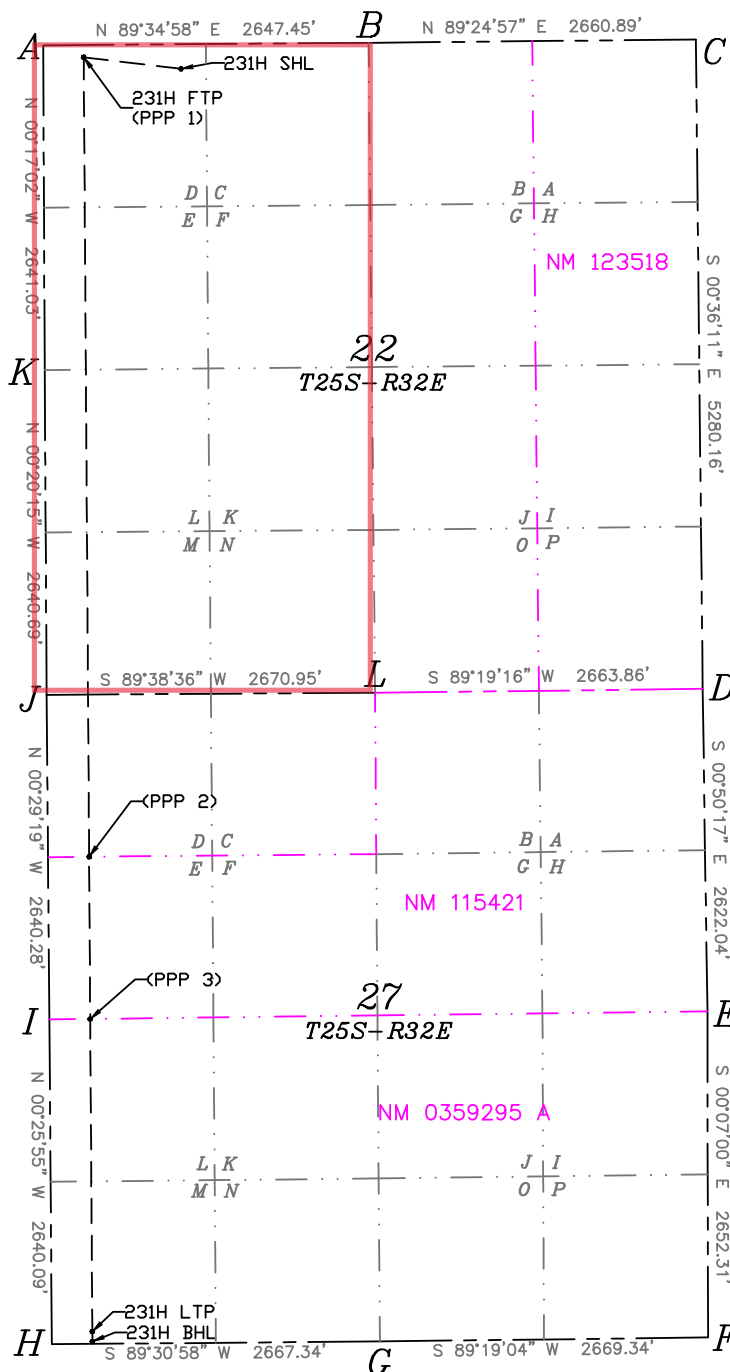 A
N 89°34'58" E 2647.45'
B
N 89°24'57" E 2660.89'
C
231H SHL
231H FTP
(PPP 1)
N 00°17'02" W 2641.03'
D C
E F
B A
G H
NM 123518
S 00°36'11" E 5280.16'
22
T25S-R32E
K
N 00°20'15" W 2640.69'
L K
M N
J I
O P
J
S 89°38'36" W 2670.95'
L
S 89°19'16" W 2663.86'
D
N 00°29'19" W 2640.28'
(PPP 2)
D C
E F
B A
G H
S 00°50'17" E 2622.04'
NM 115421
(PPP 3)
27
T25S-R32E
I
E
NM 0359295 A
N 00°25'55" W 2640.09'
S 00°07'00" E 2652.31'
L K
M N
J I
O P
231H LTP
231H BHL
H
S 89°30'58" W 2667.34'
G
S 89°19'04" W 2669.34'
F